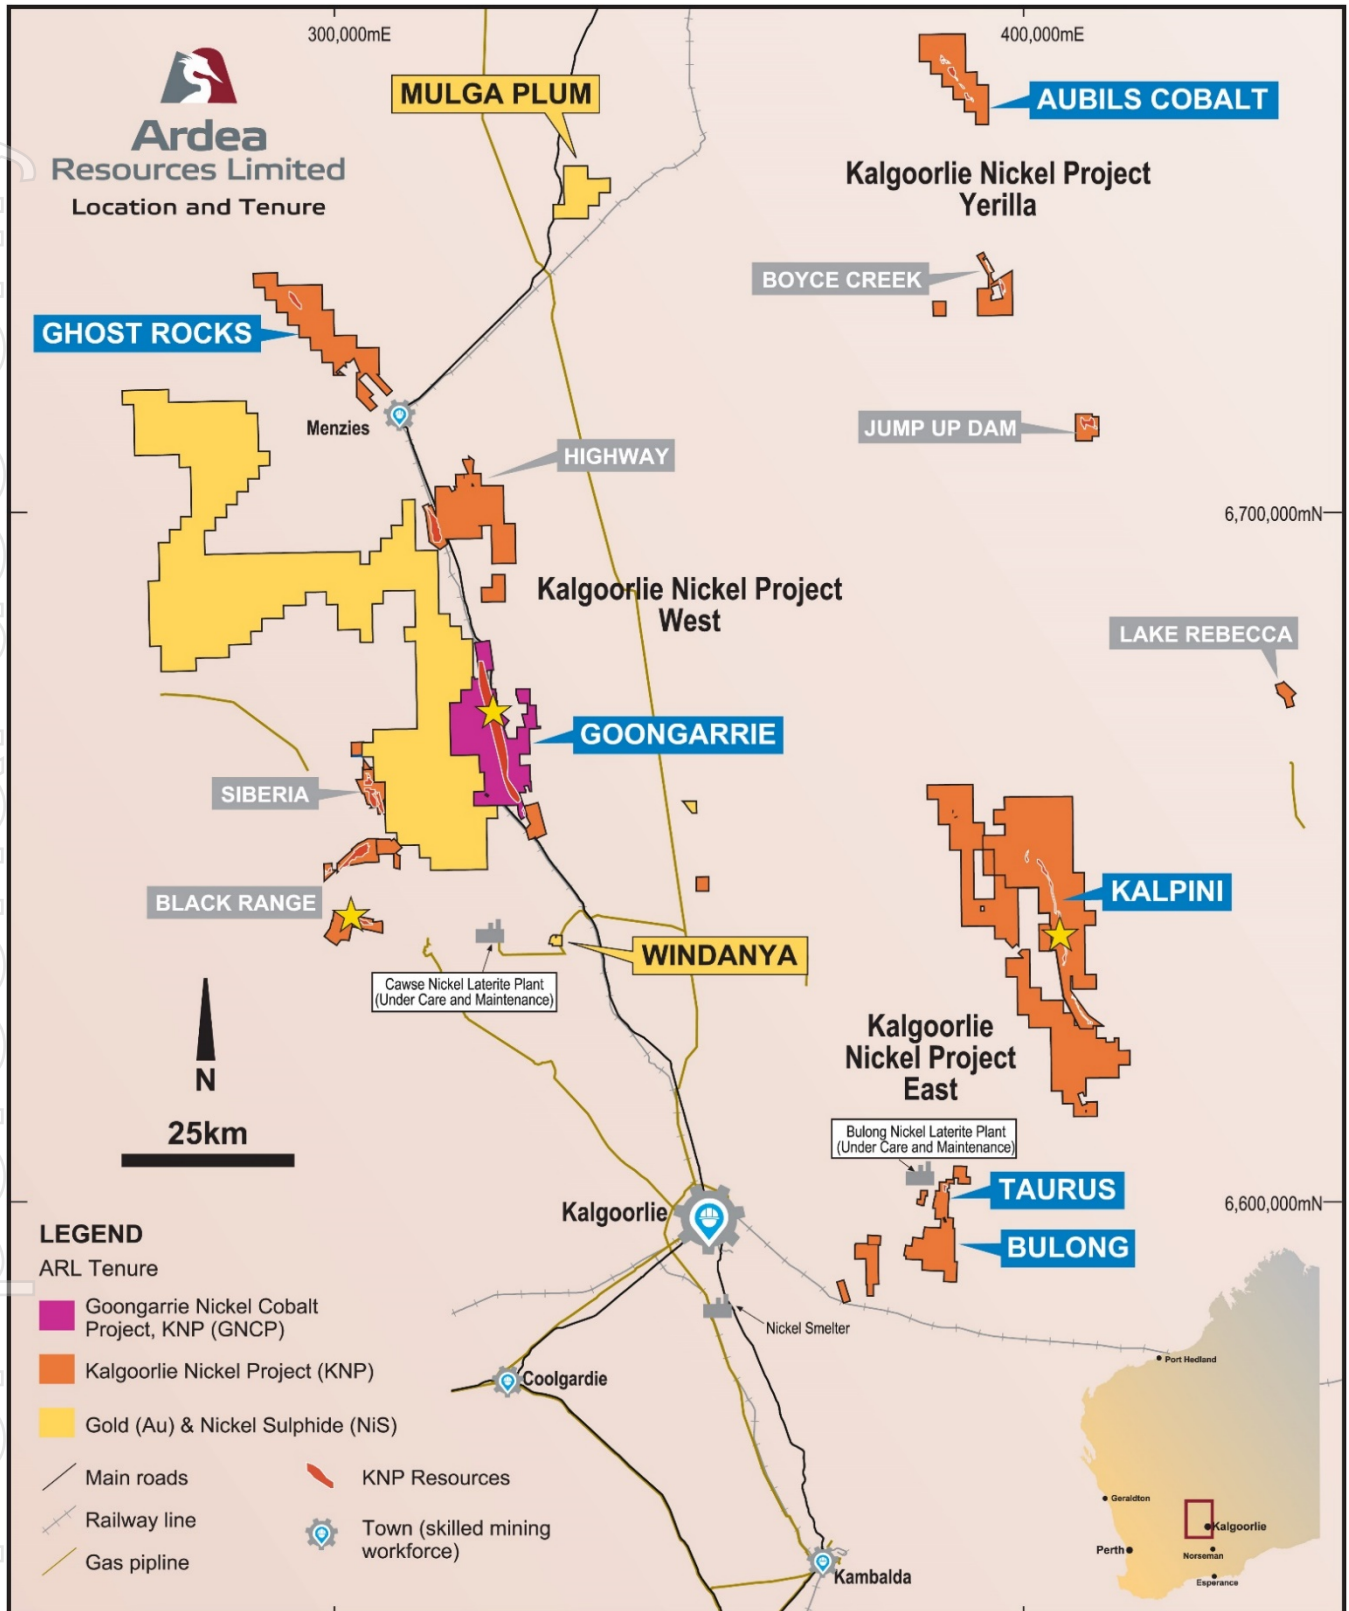 300,000mE
400,000mE
Ardea
Resources Limited
Location and Tenure
MULGA PLUM
AUBILS COBALT
Kalgoorlie Nickel Project
Yerilla
BOYCE CREEK
GHOST ROCKS
Menzies
JUMP UP DAM
HIGHWAY
6,700,000mN
Kalgoorlie Nickel Project
West
LAKE REBECCA
GOONGARRIE
SIBERIA
KALPINI
BLACK RANGE
WINDANYA
Cawse Nickel Laterite Plant
(Under Care and Maintenance)
Kalgoorlie
Nickel Project
East
N
25km
Bulong Nickel Laterite Plant
(Under Care and Maintenance)
TAURUS
6,600,000mN
Kalgoorlie
BULONG
LEGEND
ARL Tenure
Goongarrie Nickel Cobalt
Project, KNP (GNCP)
Kalgoorlie Nickel Project (KNP)
Gold (Au) & Nickel Sulphide (NiS)
Main roads
Railway line
Gas pipline
KNP Resources
Town (skilled mining
workforce)
Nickel Smelter
Coolgardie
Kambalda
Port Hedland
Geraldton
Kalgoorlie
Perth
Norseman
Esperance